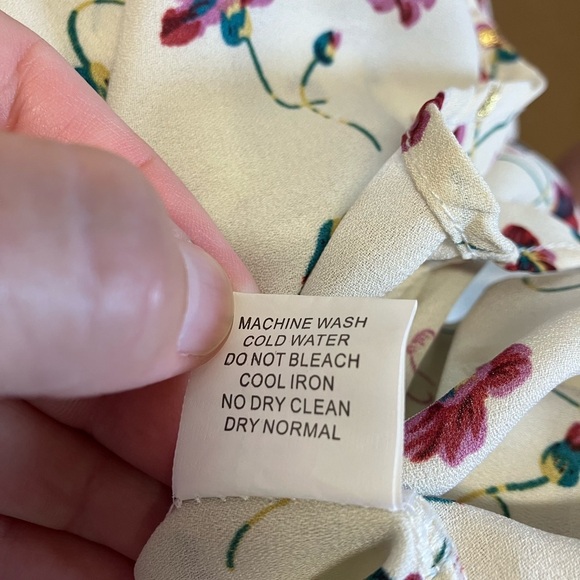 MACHINE WASH
COLD WATER
DO NOT BLEACH
COOL IRON
NO DRY CLEAN
DRY NORMAL